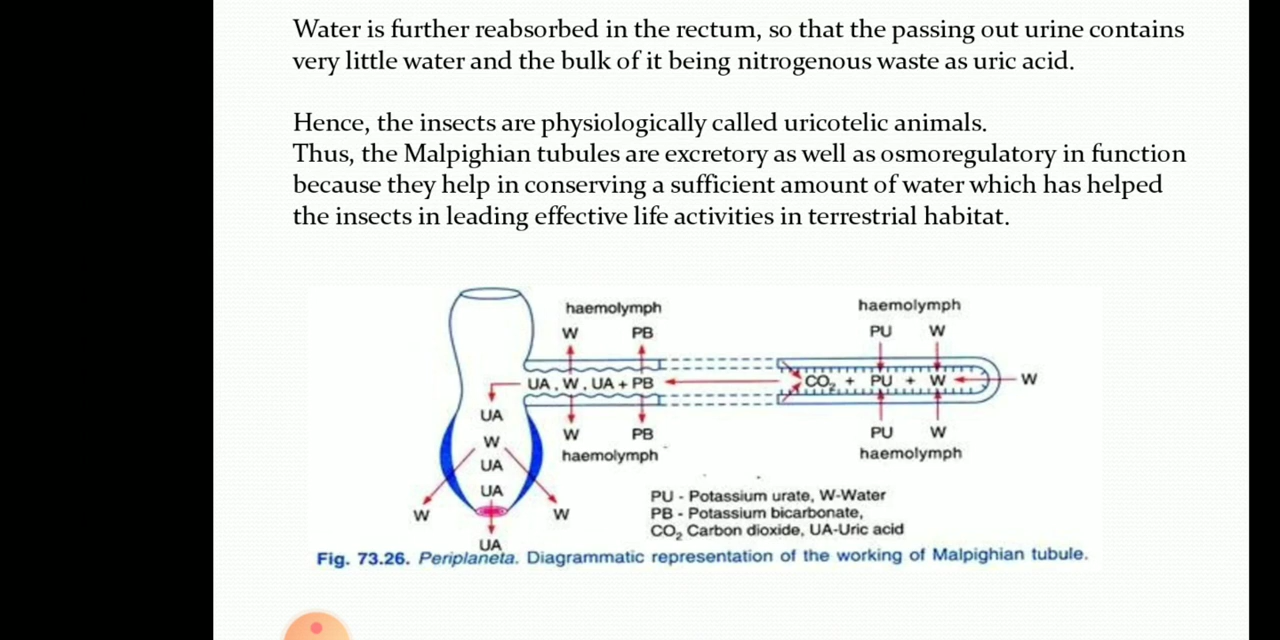 Water is further reabsorbed in the rectum, so that the passing out urine contains
very little water and the bulk of it being nitrogenous waste as uric acid.
Hence, the insects are physiologically called uricotelic animals.
Thus, the Malpighian tubules are excretory as well as osmoregulatory in function
because they help in conserving a sufficient amount of water which has helped
the insects in leading effective life activities in terrestrial habitat.
haemolymph haemolymph
W PB PU W
UA , W , UA + PB CO₂ + PU + W W
UA
W PB PU W
W
haemolymph haemolymph
UA
UA
W W
UA
PU - Potassium urate, W-Water
PB - Potassium bicarbonate,
CO₂ Carbon dioxide, UA-Uric acid
Fig. 73.26. Periplaneta. Diagrammatic representation of the working of Malpighian tubule.